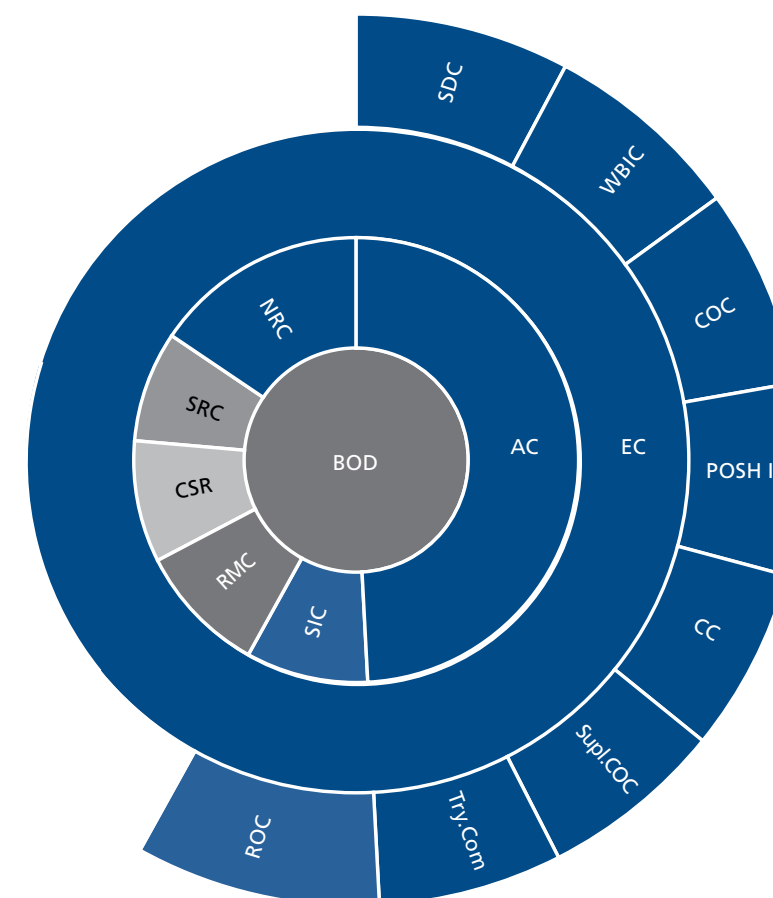 SDC
WBIC
COC
POSH I
CC
Supl.COC
Try.Com
ROC
EC
AC
NRC
SRC
CSR
RMC
SIC
BOD